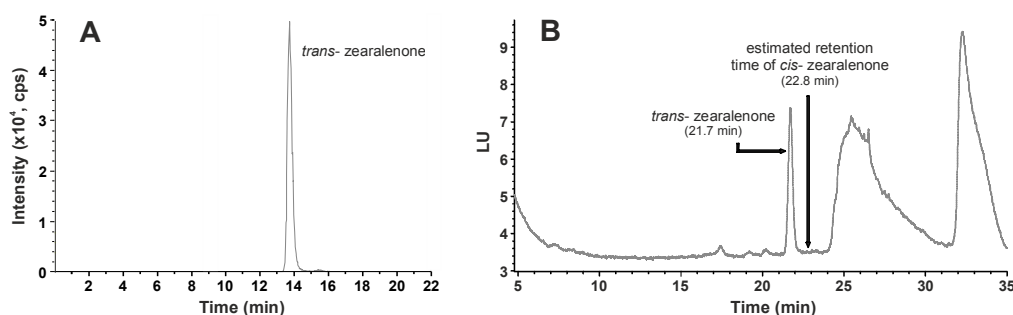 A
trans- zearalenone
Intensity (x10⁴, cps)
5
4
3
2
1
0
2 4 6 8 10 12 14 16 18 20 22
Time (min)
B
estimated retention
time of cis- zearalenone
(22.8 min)
trans- zearalenone
(21.7 min)
LU
9
8
7
6
5
4
3
5 10 15 20 25 30 35
Time (min)